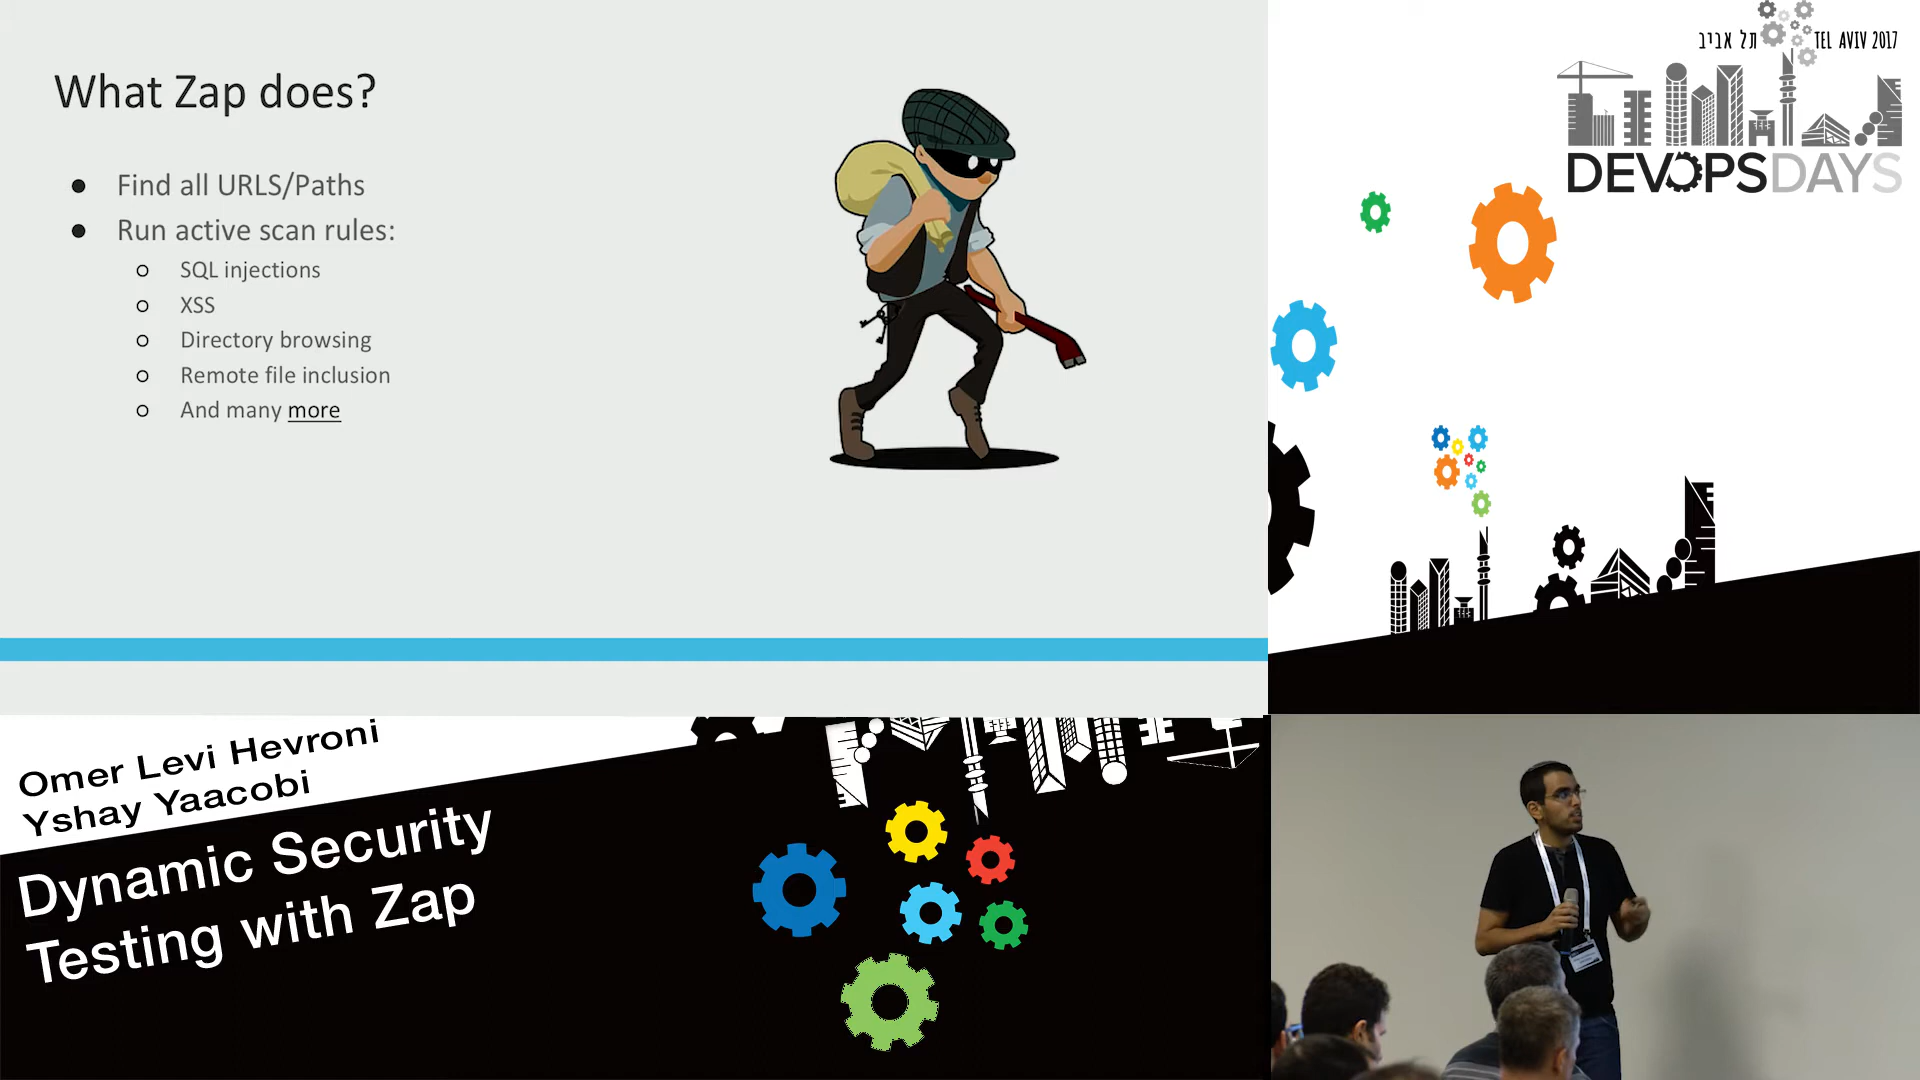 What Zap does?
Find all URLS/Paths
Run active scan rules:
SQL injections
XSS
Directory browsing
Remote file inclusion
And many more
תל אביב TEL AVIV 2017
DEVOPSDAYS
Omer Levi Hevroni
Yshay Yaacobi
Dynamic Security
Testing with Zap